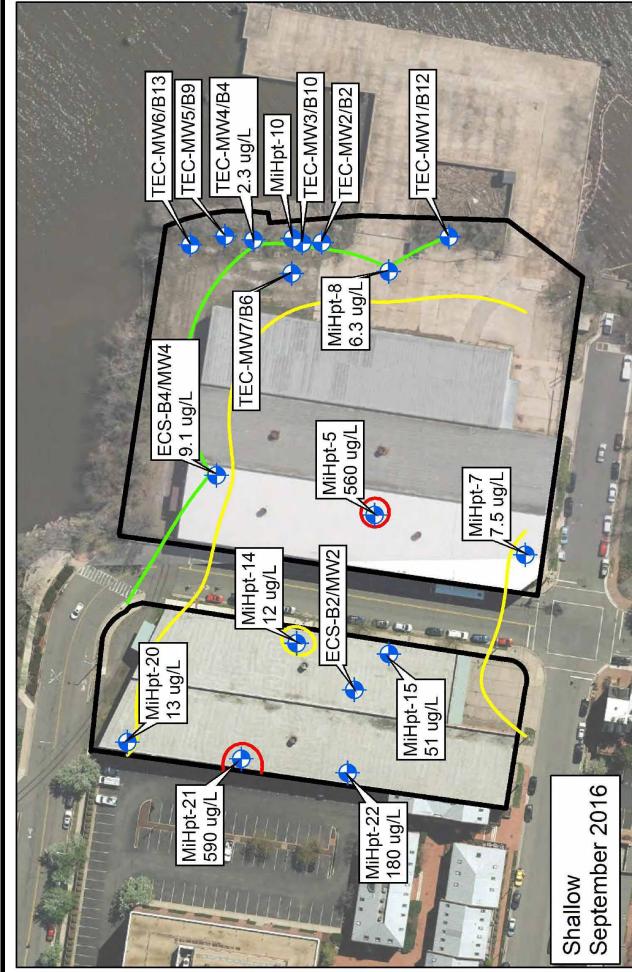 TEC-MW6/B13
TEC-MW5/B9
TEC-MW4/B4
2.3 ug/L
MiHpt-10
TEC-MW3/B10
TEC-MW2/B2
TEC-MW1/B12
ECS-B4/MW4
9.1 ug/L
TEC-MW7/B6
MiHpt-8
6.3 ug/L
MiHpt-5
560 ug/L
MiHpt-7
7.5 ug/L
MiHpt-20
13 ug/L
MiHpt-14
12 ug/L
ECS-B2/MW2
MiHpt-15
51 ug/L
MiHpt-21
590 ug/L
MiHpt-22
180 ug/L
Shallow
September 2016